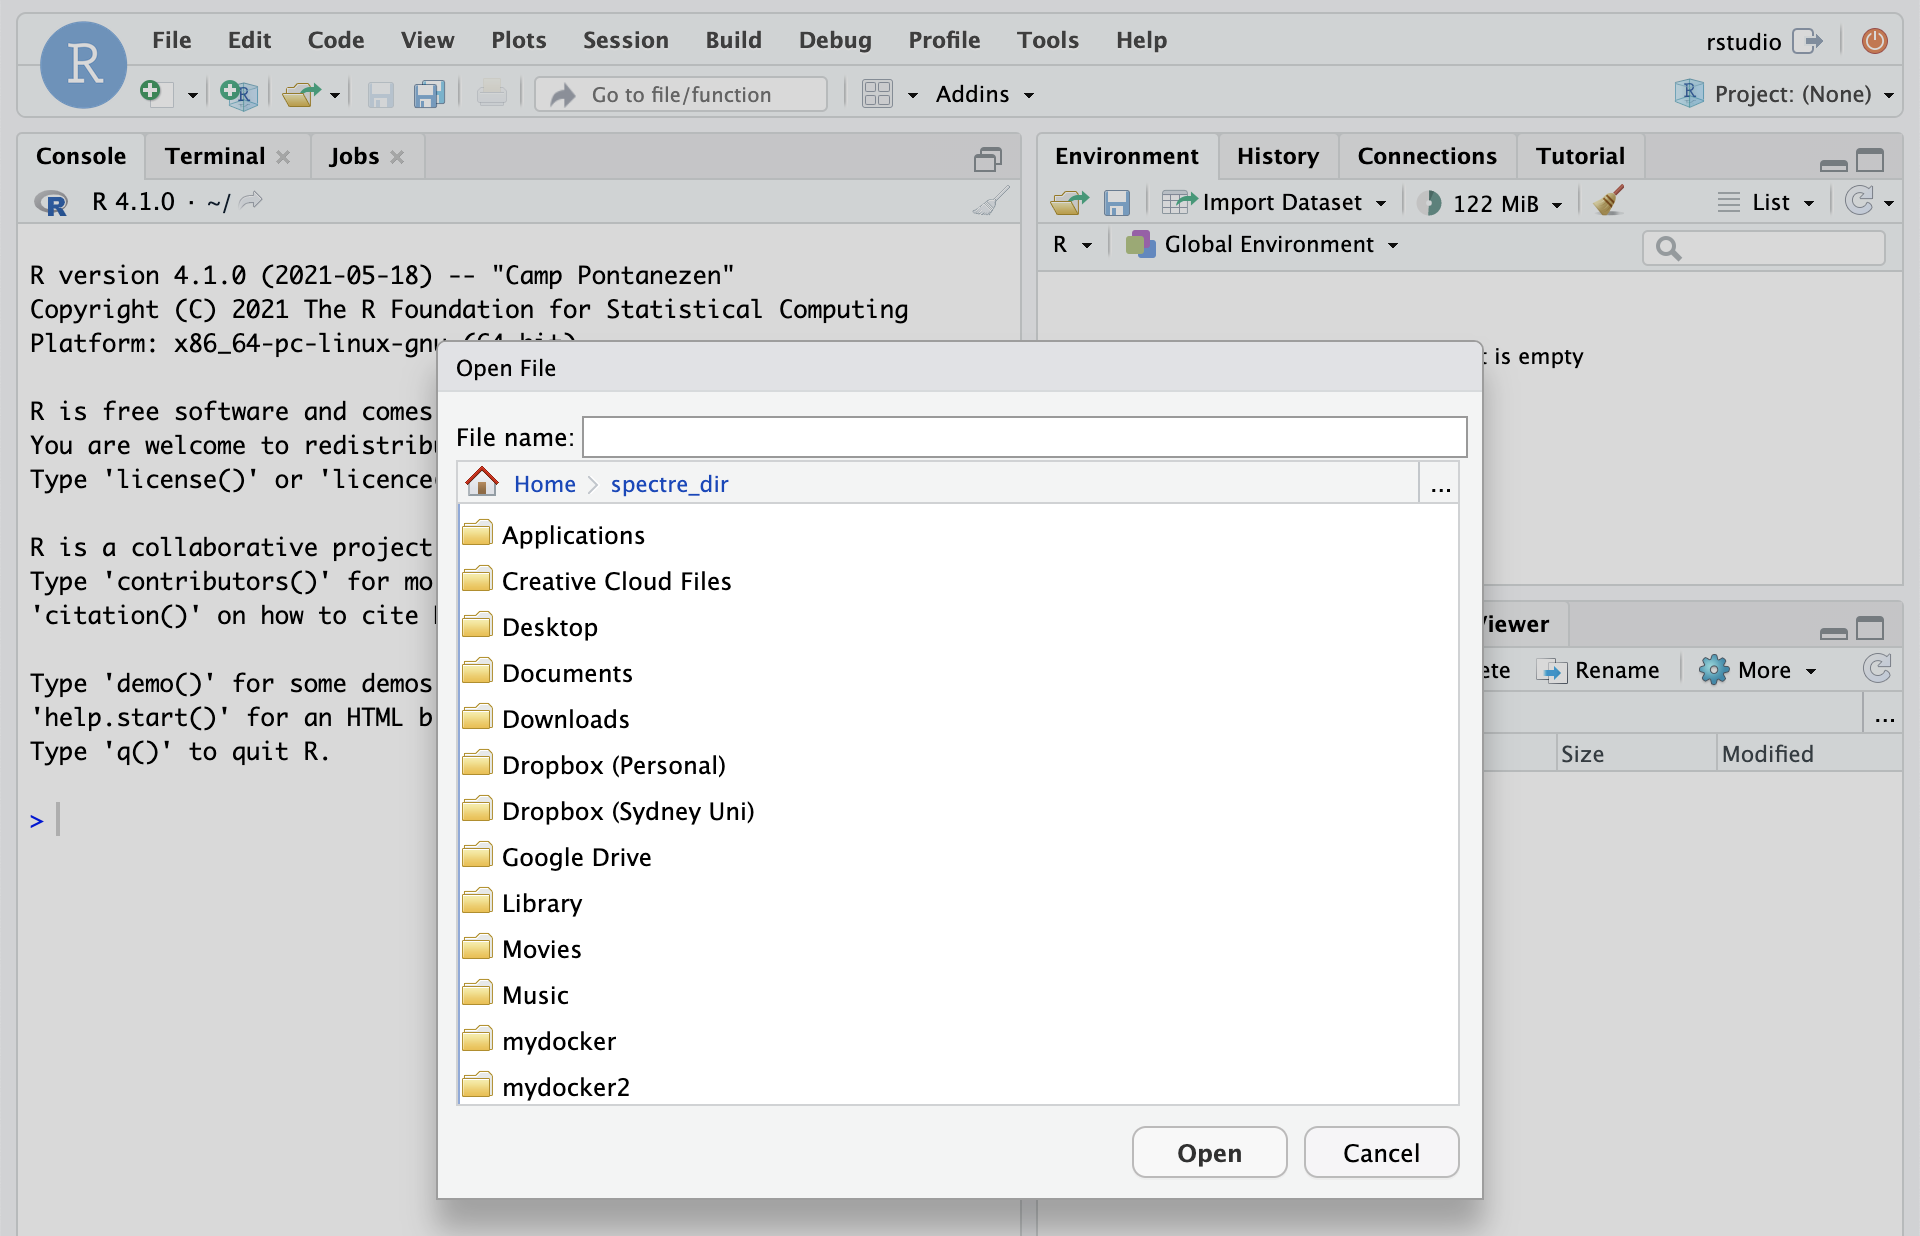 R
File Edit Code View Plots Session Build Debug Profile Tools Help
rstudio
Go to file/function
Addins
Project: (None)
Console Terminal Jobs
R 4.1.0 · ~/
R version 4.1.0 (2021-05-18) -- "Camp Pontanezen"
Copyright (C) 2021 The R Foundation for Statistical Computing
Platform: x86_64-pc-linux-gnu
R is free software and comes
You are welcome to redistrib
Type 'license()' or 'licence
R is a collaborative project
Type 'contributors()' for mo
'citation()' on how to cite
Type 'demo()' for some demos
'help.start()' for an HTML b
Type 'q()' to quit R.
>
Environment History Connections Tutorial
Import Dataset
122 MiB
List
R
Global Environment
is empty
Open File
File name:
Home
spectre_dir
...
Applications
Creative Cloud Files
Desktop
Documents
Downloads
Dropbox (Personal)
Dropbox (Sydney Uni)
Google Drive
Library
Movies
Music
mydocker
mydocker2
Open
Cancel
Viewer
ete
Rename
More
...
Size
Modified